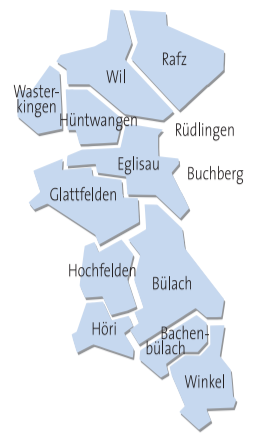 Rafz
Wil
Waster-
kingen
Hüntwangen
Rüdlingen
Eglisau
Buchberg
Glattfelden
Hochfelden
Bülach
Höri
Bachen-
bülach
Winkel